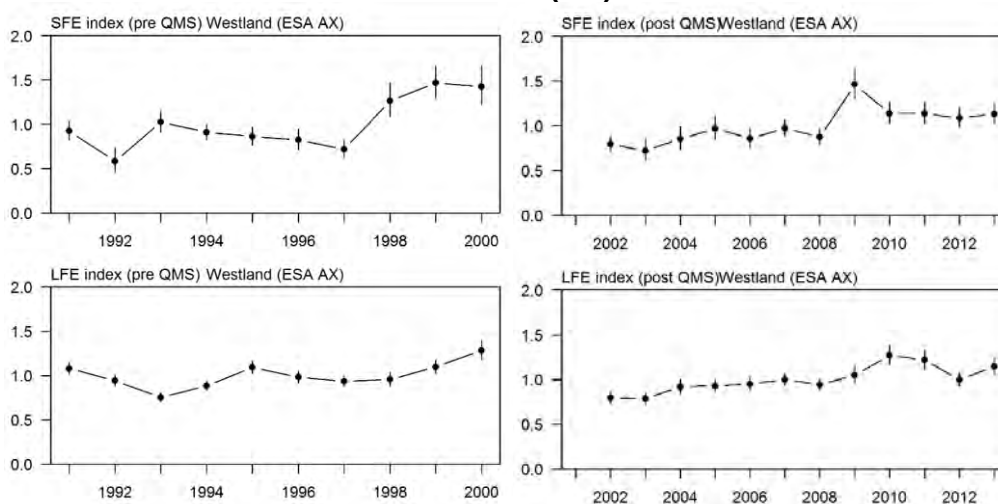 SFE index (pre QMS) Westland (ESA AX)
2.0
1.5
1.0
0.5
0.0
1992 1994 1996 1998 2000
SFE index (post QMS)Westland (ESA AX)
2.0
1.5
1.0
0.5
0.0
2002 2004 2006 2008 2010 2012
LFE index (pre QMS) Westland (ESA AX)
2.0
1.5
1.0
0.5
0.0
1992 1994 1996 1998 2000
LFE index (post QMS)Westland (ESA AX)
2.0
1.5
1.0
0.5
0.0
2002 2004 2006 2008 2010 2012